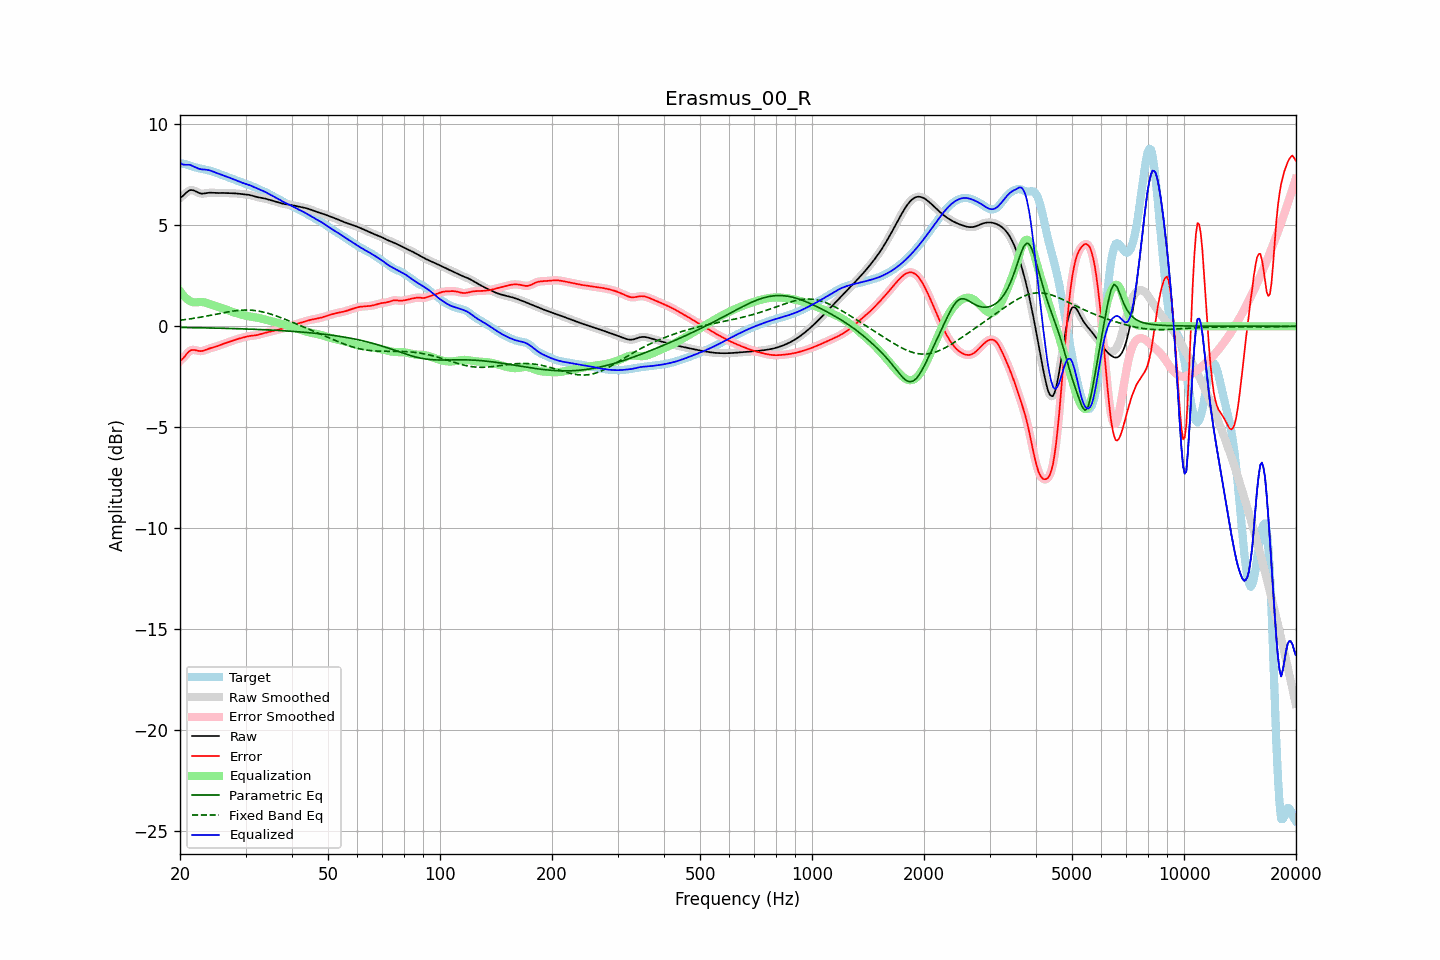 Erasmus_00_R
10
5
0
−5
−10
−15
−20
−25
Amplitude (dBr)
Target
Raw Smoothed
Error Smoothed
Raw
Error
Equalization
Parametric Eq
Fixed Band Eq
Equalized
20 50 100 200 500 1000 2000 5000 10000 20000
Frequency (Hz)